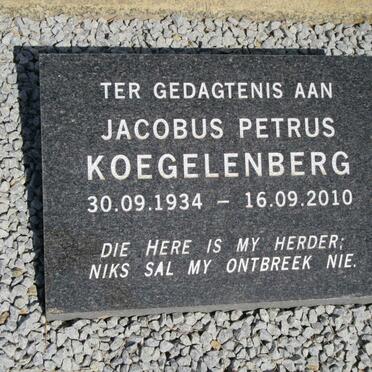 TER GEDAGTENIS AAN
JACOBUS PETRUS
KOEGELENBERG
30.09.1934 – 16.09.2010
DIE HERE IS MY HERDER;
NIKS SAL MY ONTBREEK NIE.